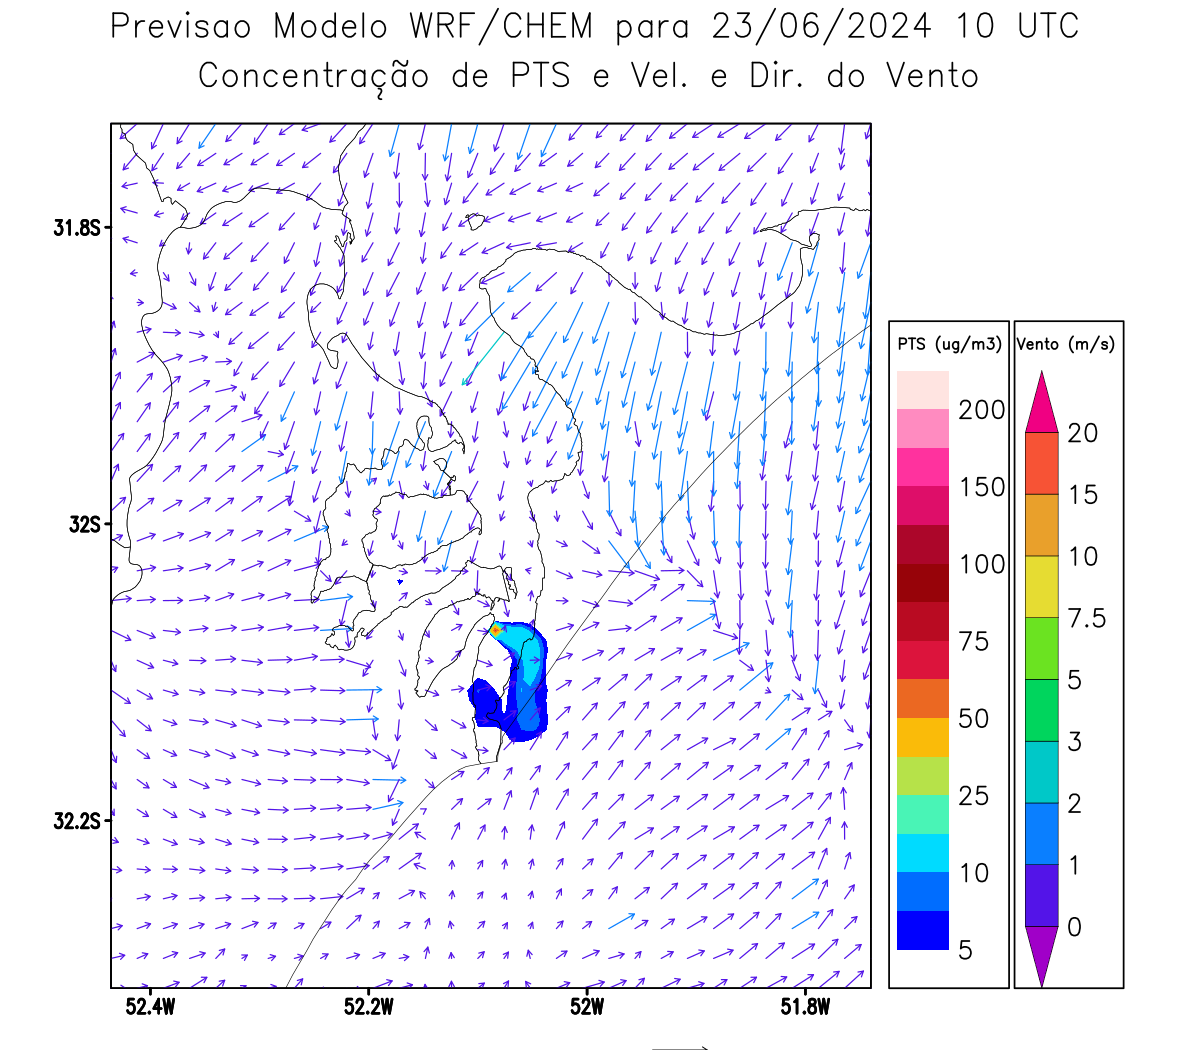 Previsao Modelo WRF/CHEM para 23/06/2024 10 UTC
Concentração de PTS e Vel. e Dir. do Vento
31.8S
32S
32.2S
52.4W
52.2W
52W
51.8W
PTS (ug/m3)
200
150
100
75
50
25
10
5
Vento (m/s)
20
15
10
7.5
5
3
2
1
0